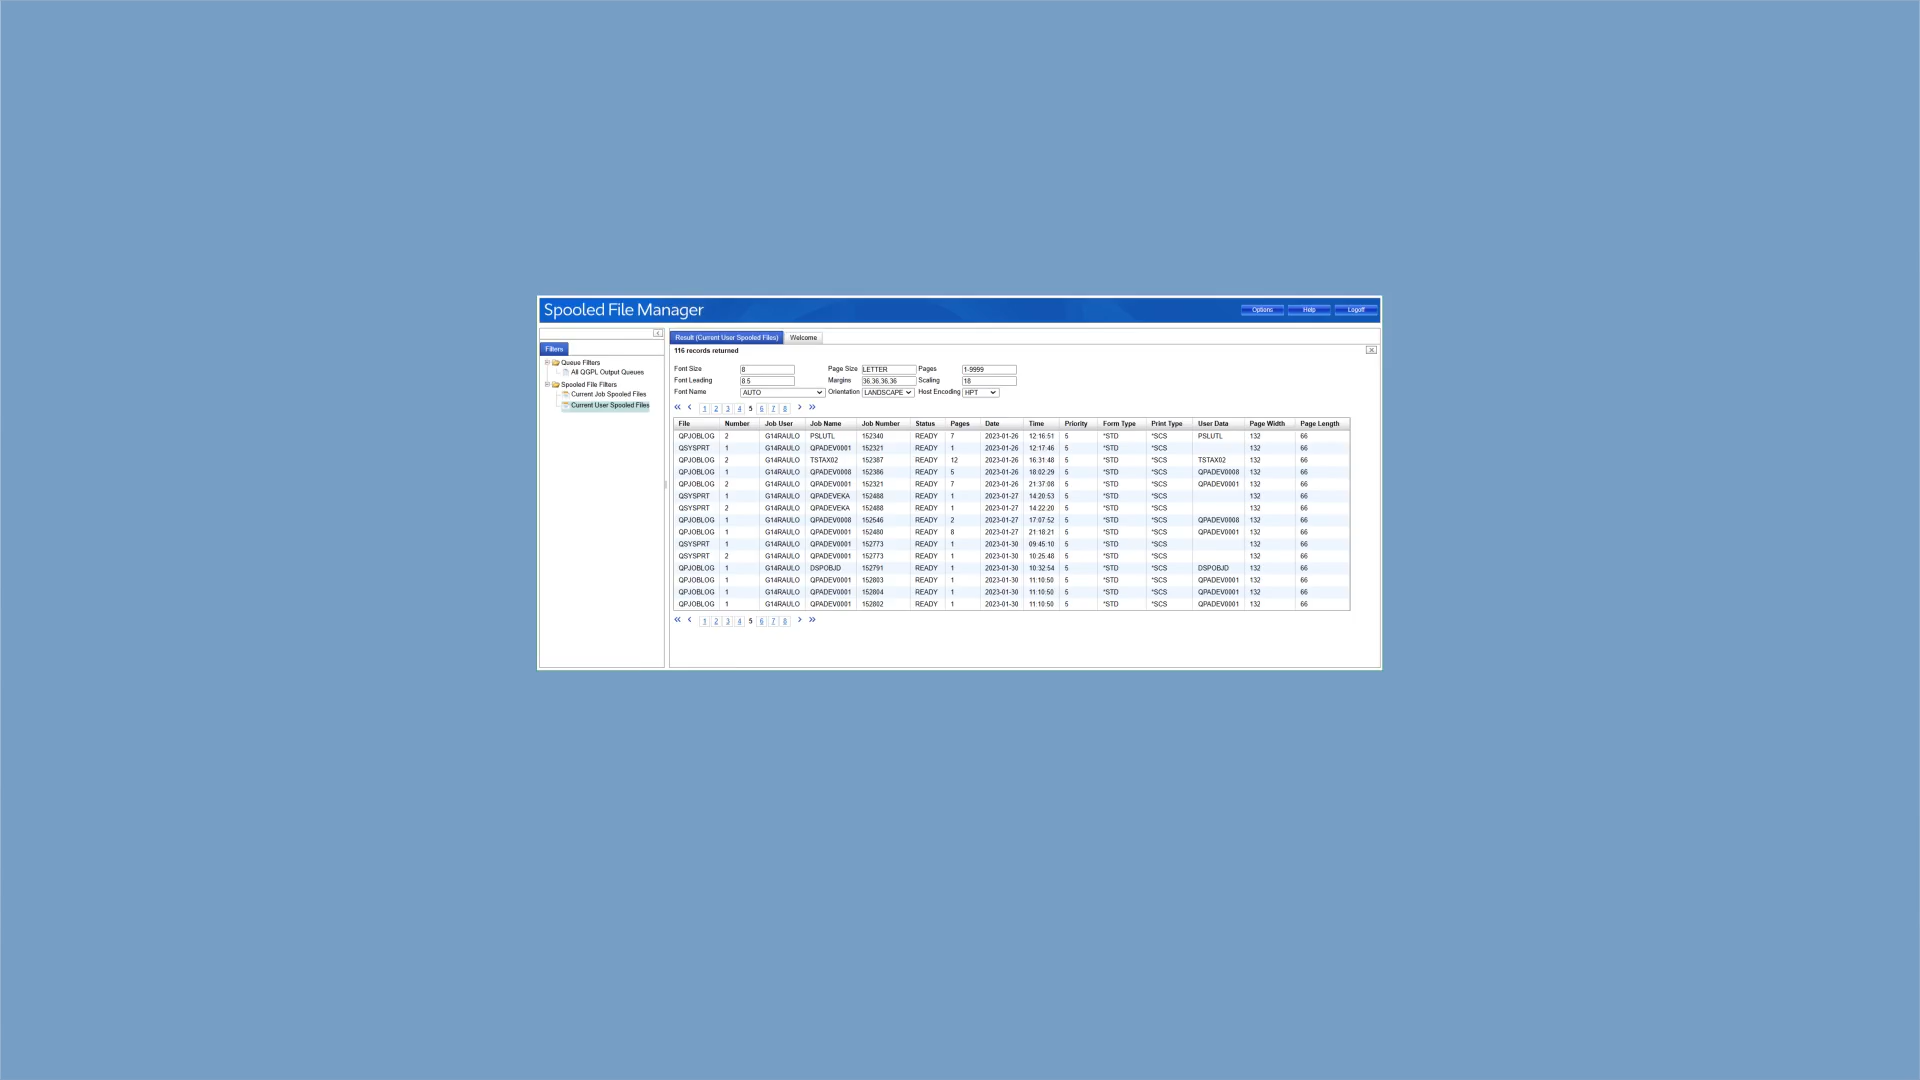 Spooled File Manager
Options Help Logoff
Filters
Queue Filters
All QGPL Output Queues
Spooled File Filters
Current Job Spooled Files
Current User Spooled Files
Result (Current User Spooled Files) Welcome
116 records returned
Font Size 8 Page Size LETTER Pages 1-9999
Font Leading 8.5 Margins 36.36.36.36 Scaling 18
Font Name AUTO Orientation LANDSCAPE Host Encoding HPT
« ‹ 1 2 3 4 5 6 7 8 › »
File Number Job User Job Name Job Number Status Pages Date Time Priority Form Type Print Type User Data Page Width Page Length
QPJOBLOG 2 G14RAULO PSLUTL 152340 READY 7 2023-01-26 12:16:51 5 *STD *SCS PSLUTL 132 66
QSYSPRT 1 G14RAULO QPADEV0001 152321 READY 1 2023-01-26 12:17:46 5 *STD *SCS 132 66
QPJOBLOG 2 G14RAULO TSTAX02 152387 READY 12 2023-01-26 16:31:48 5 *STD *SCS TSTAX02 132 66
QPJOBLOG 1 G14RAULO QPADEV0008 152386 READY 5 2023-01-26 18:02:29 5 *STD *SCS QPADEV0008 132 66
QPJOBLOG 2 G14RAULO QPADEV0001 152321 READY 7 2023-01-26 21:37:08 5 *STD *SCS QPADEV0001 132 66
QSYSPRT 1 G14RAULO QPADEVEKA 152488 READY 1 2023-01-27 14:20:53 5 *STD *SCS 132 66
QSYSPRT 2 G14RAULO QPADEVEKA 152488 READY 1 2023-01-27 14:22:20 5 *STD *SCS 132 66
QPJOBLOG 1 G14RAULO QPADEV0008 152546 READY 2 2023-01-27 17:07:52 5 *STD *SCS QPADEV0008 132 66
QPJOBLOG 1 G14RAULO QPADEV0001 152480 READY 8 2023-01-27 21:18:21 5 *STD *SCS QPADEV0001 132 66
QSYSPRT 1 G14RAULO QPADEV0001 152773 READY 1 2023-01-30 09:45:10 5 *STD *SCS 132 66
QSYSPRT 2 G14RAULO QPADEV0001 152773 READY 1 2023-01-30 10:25:48 5 *STD *SCS 132 66
QPJOBLOG 1 G14RAULO DSPOBJD 152791 READY 1 2023-01-30 10:32:54 5 *STD *SCS DSPOBJD 132 66
QPJOBLOG 1 G14RAULO QPADEV0001 152803 READY 1 2023-01-30 11:10:50 5 *STD *SCS QPADEV0001 132 66
QPJOBLOG 1 G14RAULO QPADEV0001 152804 READY 1 2023-01-30 11:10:50 5 *STD *SCS QPADEV0001 132 66
QPJOBLOG 1 G14RAULO QPADEV0001 152802 READY 1 2023-01-30 11:10:50 5 *STD *SCS QPADEV0001 132 66
« ‹ 1 2 3 4 5 6 7 8 › »